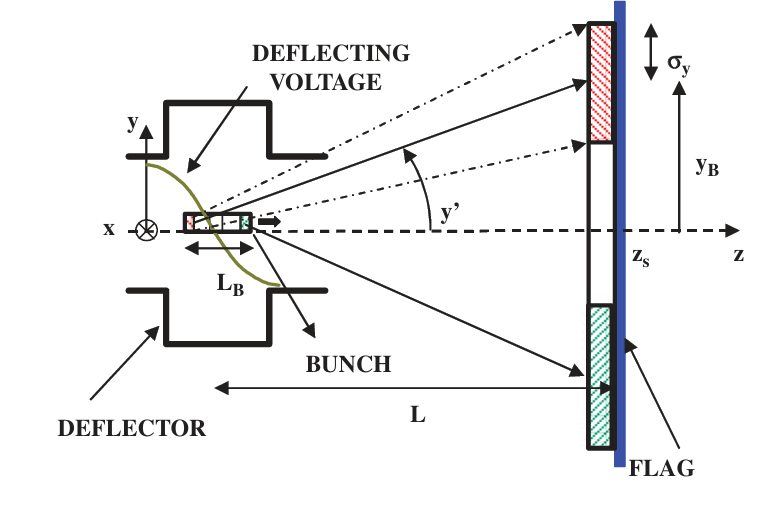 DEFLECTING
VOLTAGE
σy
y
yB
y’
x
zs
z
LB
BUNCH
L
DEFLECTOR
FLAG